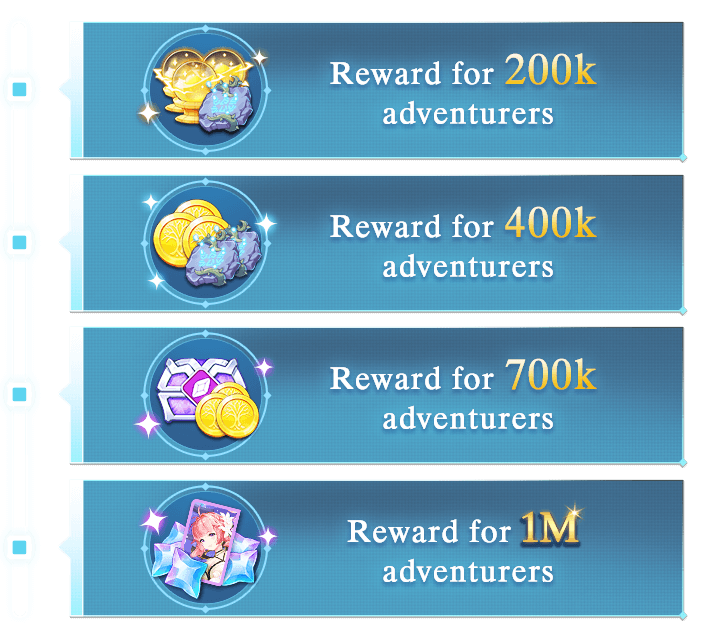 Reward for 200k
adventurers
Reward for 400k
adventurers
Reward for 700k
adventurers
Reward for 1M
adventurers